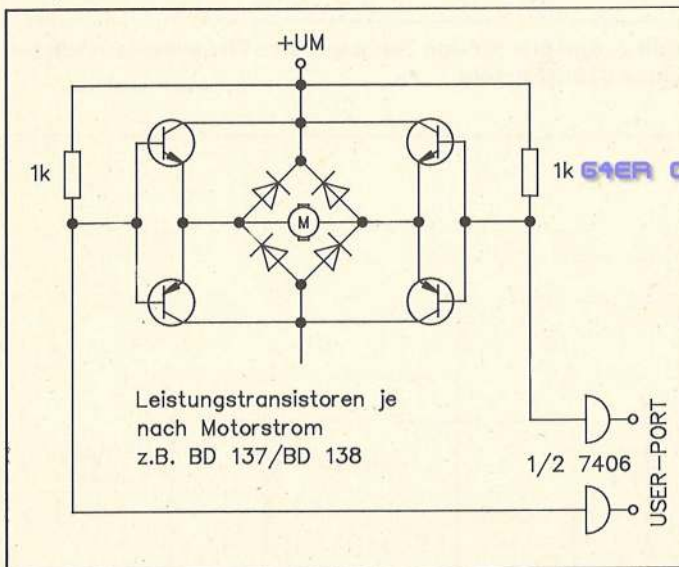 +UM
1k
1k
64ER
M
Leistungstransistoren je
nach Motorstrom
z.B. BD 137/BD 138
1/2 7406
USER-PORT